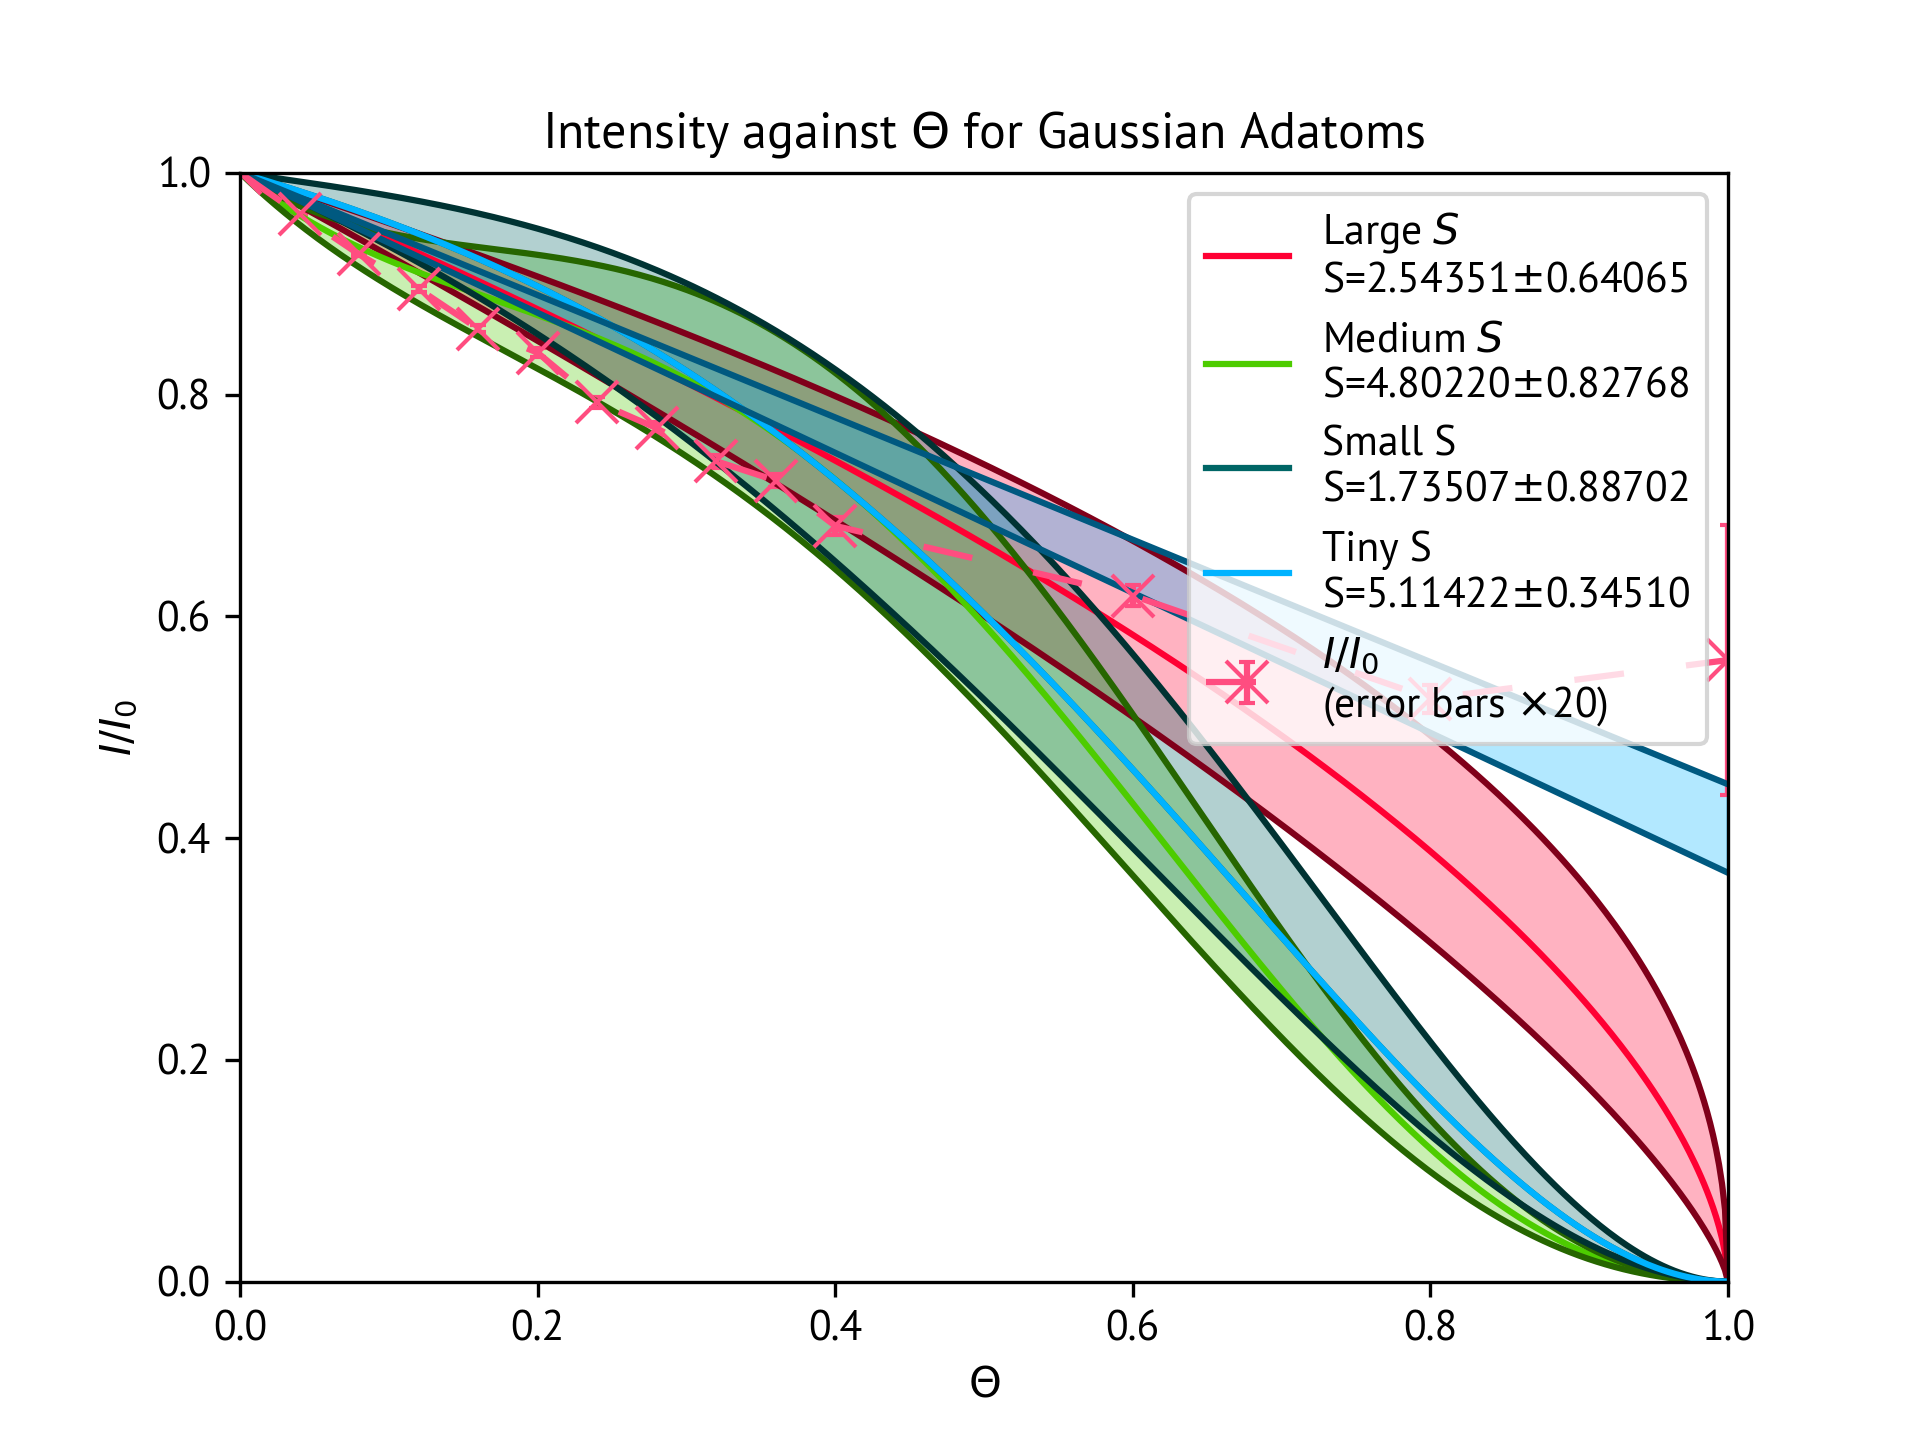 Intensity against Θ for Gaussian Adatoms
1.0
0.8
0.6
0.4
0.2
0.0
I/I₀
Large S
S=2.54351±0.64065
Medium S
S=4.80220±0.82768
Small S
S=1.73507±0.88702
Tiny S
S=5.11422±0.34510
I/I₀
(error bars ×20)
0.0 0.2 0.4 0.6 0.8 1.0
Θ